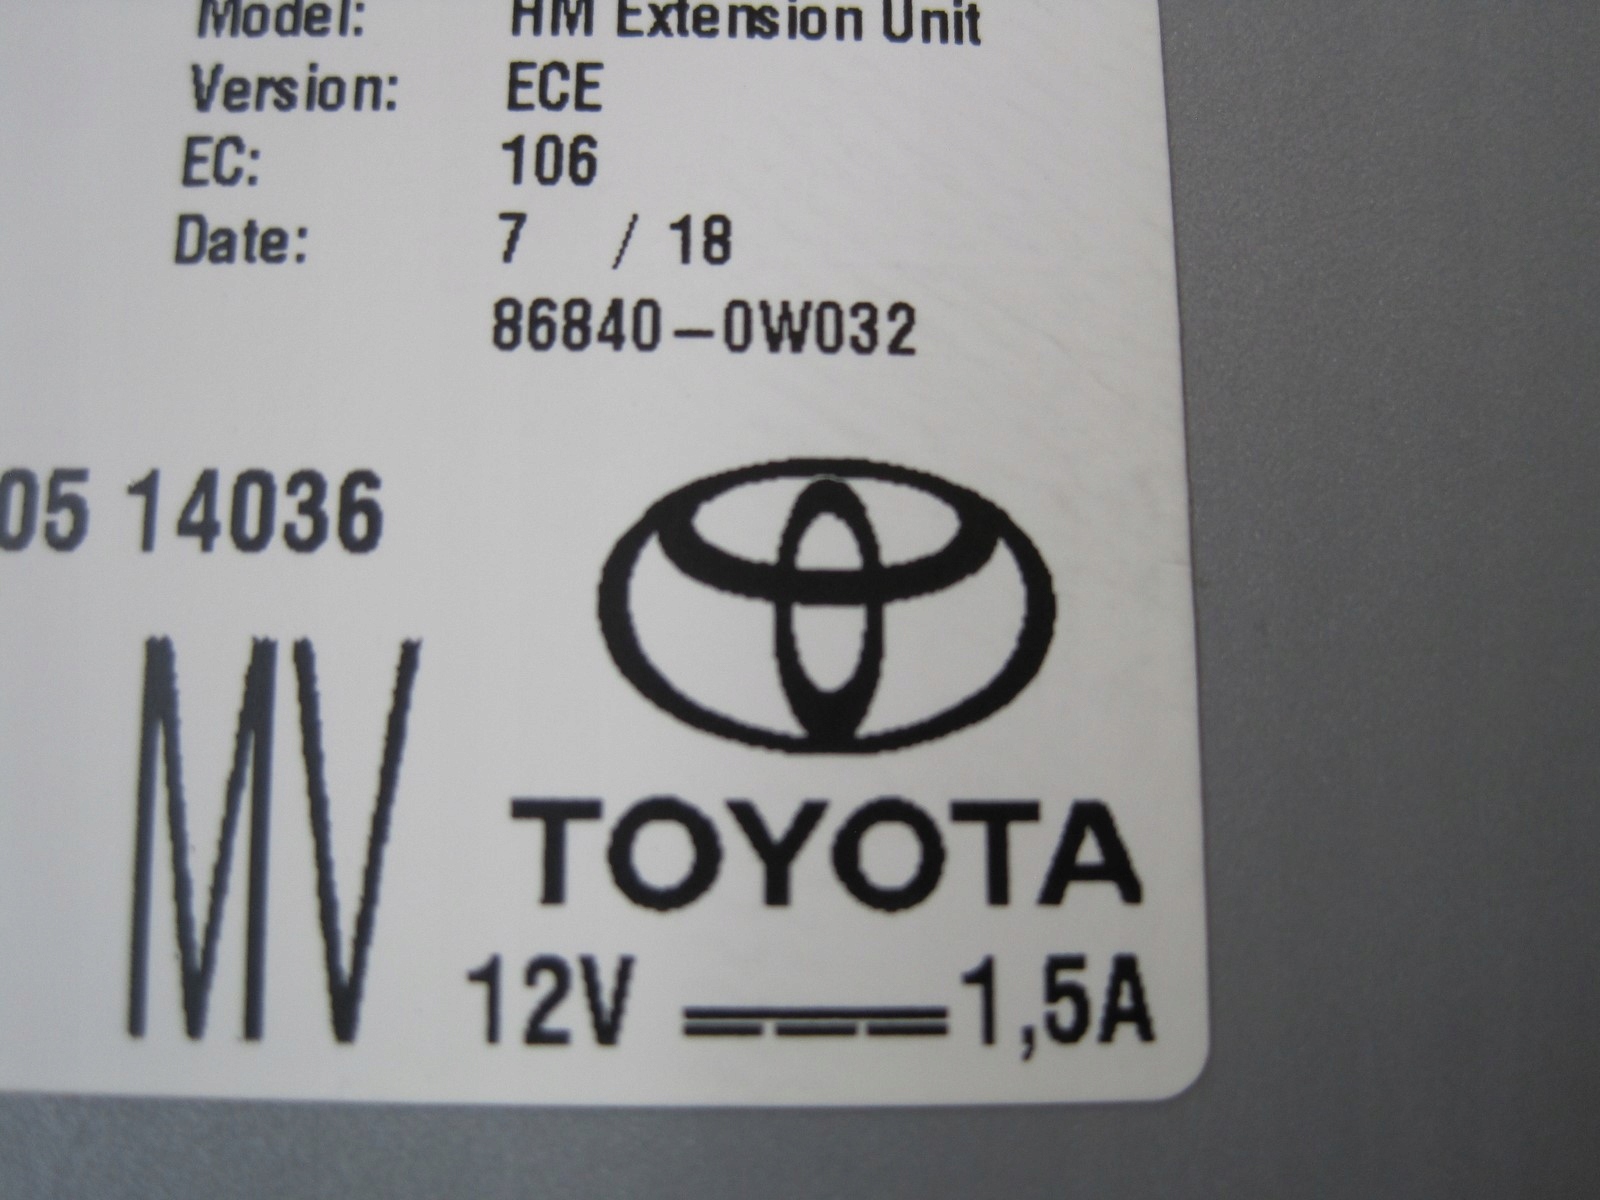 Model: HM Extension Unit
Version: ECE
EC: 106
Date: 7 / 18
86840-0W032
05 14036
MV
TOYOTA
12V 1,5A